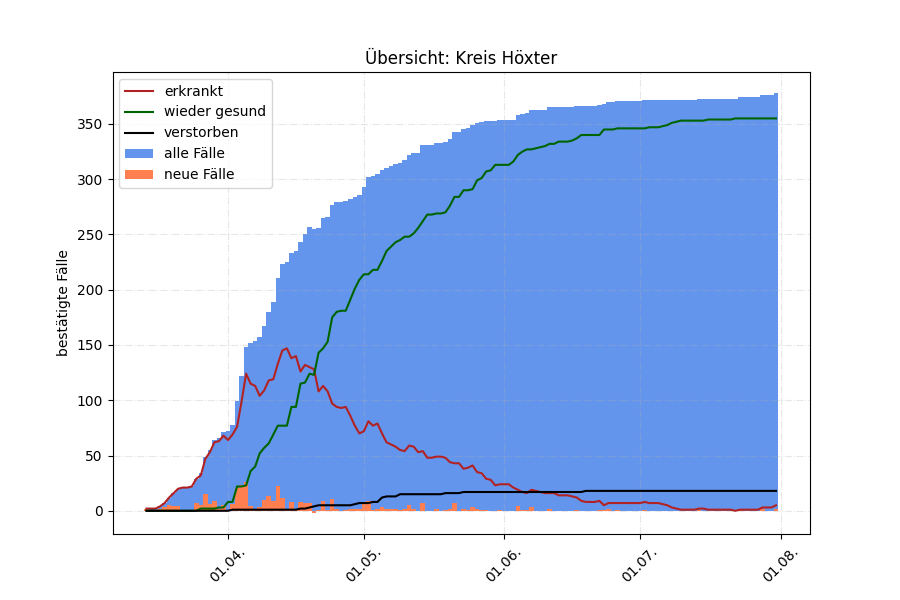 Übersicht: Kreis Höxter
erkrankt
wieder gesund
verstorben
alle Fälle
neue Fälle
bestätigte Fälle
350
300
250
200
150
100
50
0
01.04.
01.05.
01.06.
01.07.
01.08.